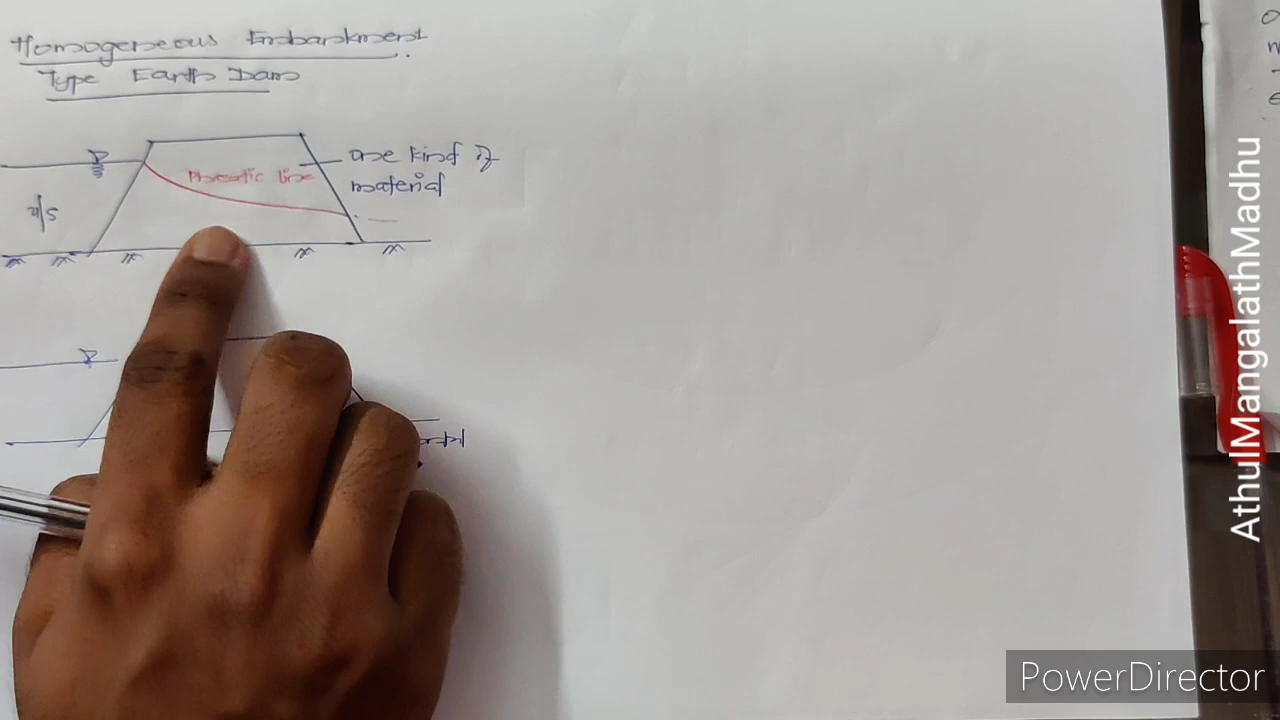 Homogeneous Embankment
Type Earth Dam
Phreatic line
One kind of
material
u/s
AthulMangalathMadhu
PowerDirector